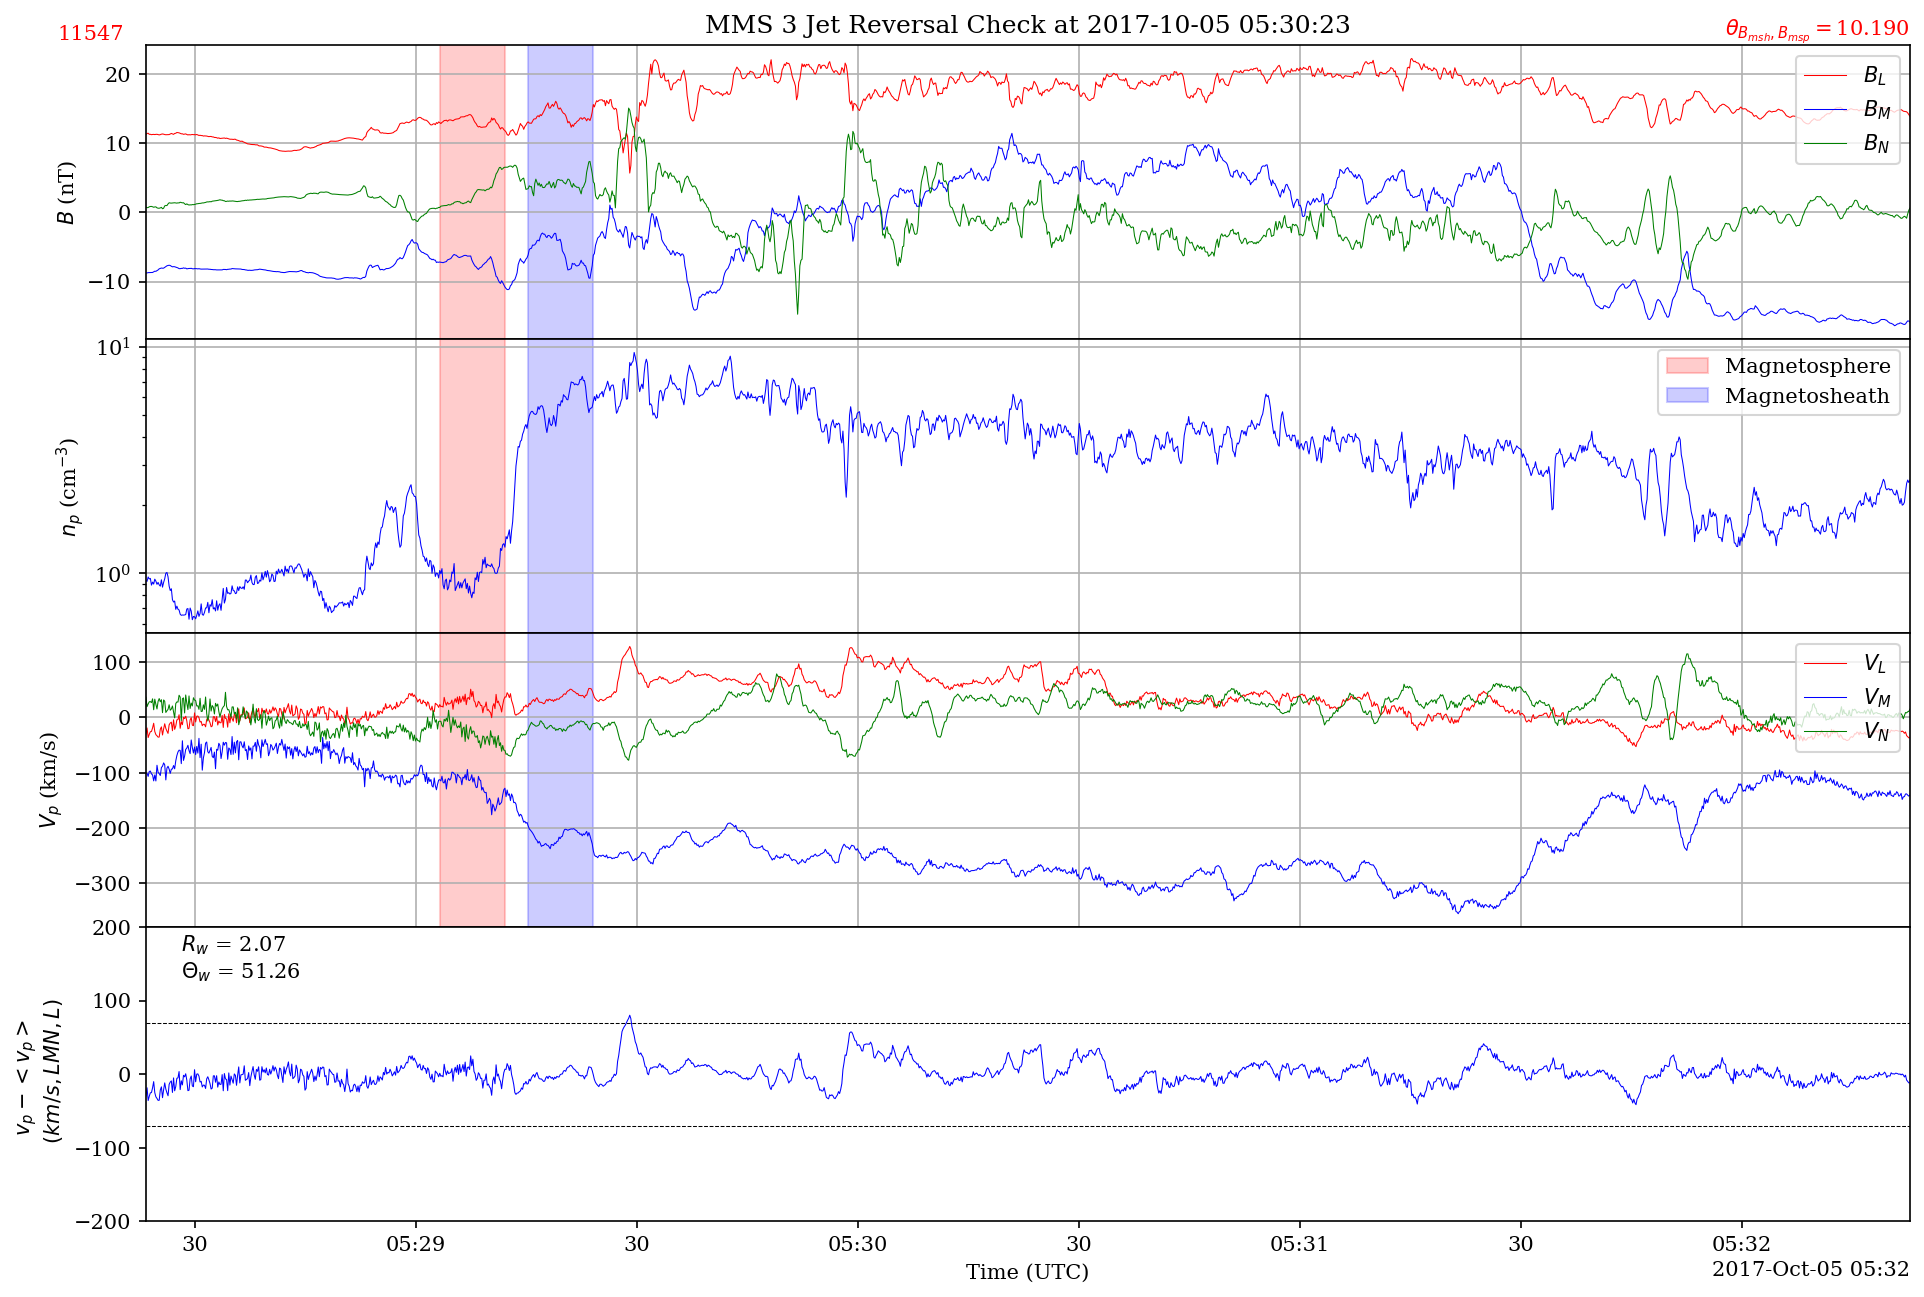 11547
MMS 3 Jet Reversal Check at 2017-10-05 05:30:23
θ_{B_{msh}, B_{msp}} = 10.190
20
10
0
−10
B (nT)
B_L
B_M
B_N
10^1
10^0
n_p (cm^{−3})
Magnetosphere
Magnetosheath
100
0
−100
−200
−300
V_p (km/s)
V_L
V_M
V_N
200
100
0
−100
−200
v_p − < v_p >
(km/s, LMN, L)
R_w = 2.07
Θ_w = 51.26
30 05:29 30 05:30 30 05:31 30 05:32
Time (UTC)
2017-Oct-05 05:32